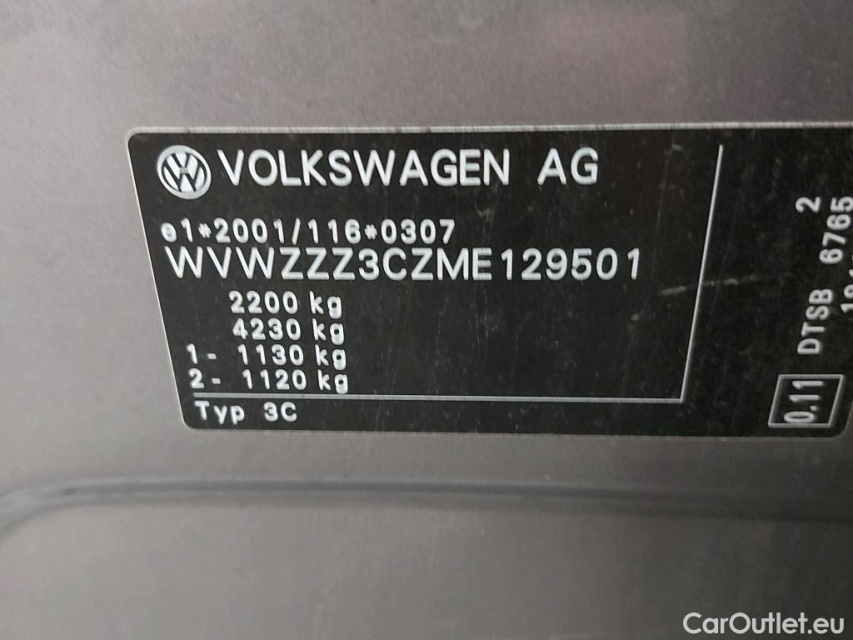 VOLKSWAGEN AG
e1*2001/116*0307
WVWZZZ3CZME129501
2200 kg
4230 kg
1- 1130 kg
2- 1120 kg
Typ 3C
2
DTSB 6765
0.11
CarOutlet.eu